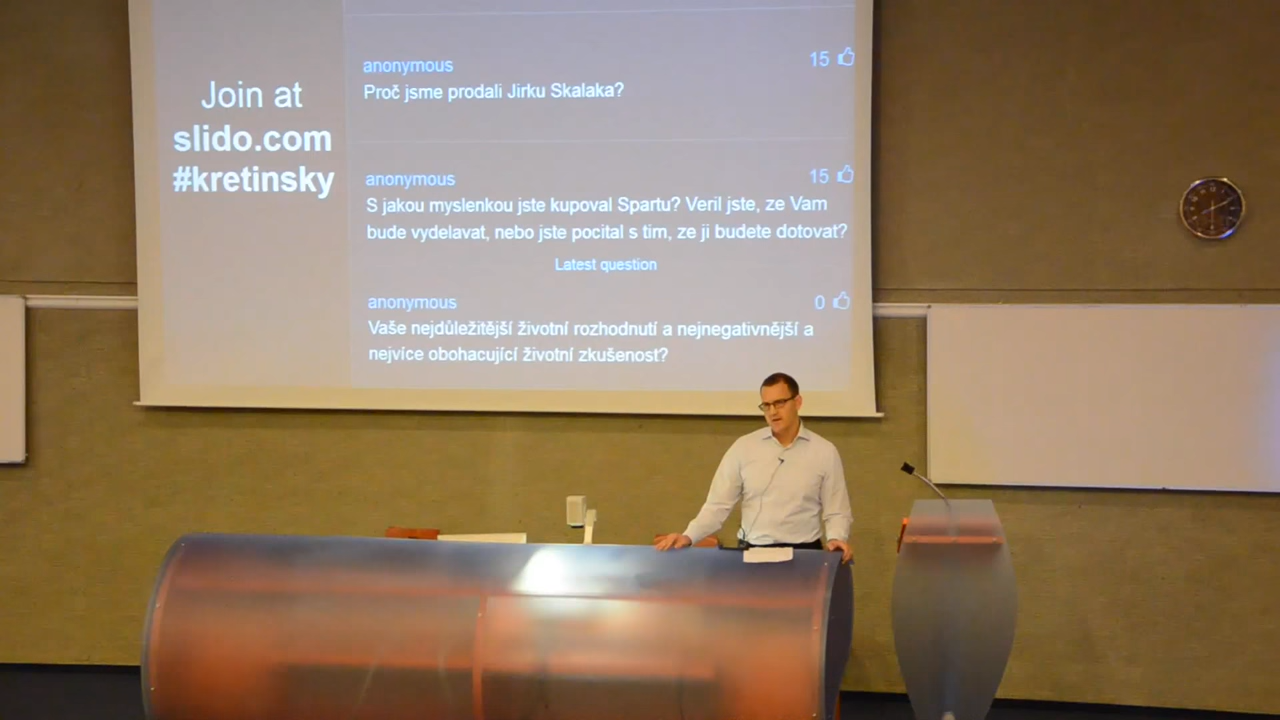 Join at
slido.com
#kretinsky
anonymous 15
Proč jsme prodali Jirku Skalaka?
anonymous 15
S jakou myslenkou jste kupoval Spartu? Veril jste, ze Vam
bude vydelavat, nebo jste pocital s tim, ze ji budete dotovat?
Latest question
anonymous 0
Vaše nejdůležitější životní rozhodnutí a nejnegativnější a
nejvíce obohacující životní zkušenost?